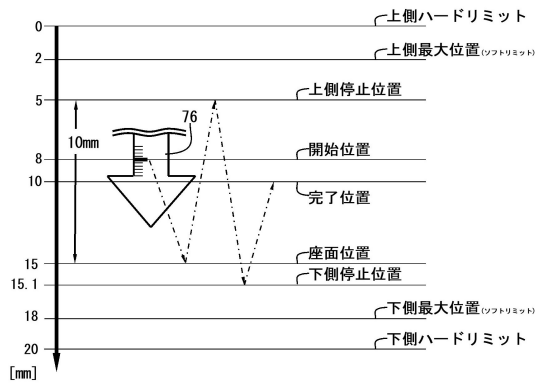 0
上側ハードリミット
2
上側最大位置(ソフトリミット)
5
上側停止位置
10mm
76
8
開始位置
10
完了位置
15
座面位置
15.1
下側停止位置
18
下側最大位置(ソフトリミット)
20
下側ハードリミット
[mm]